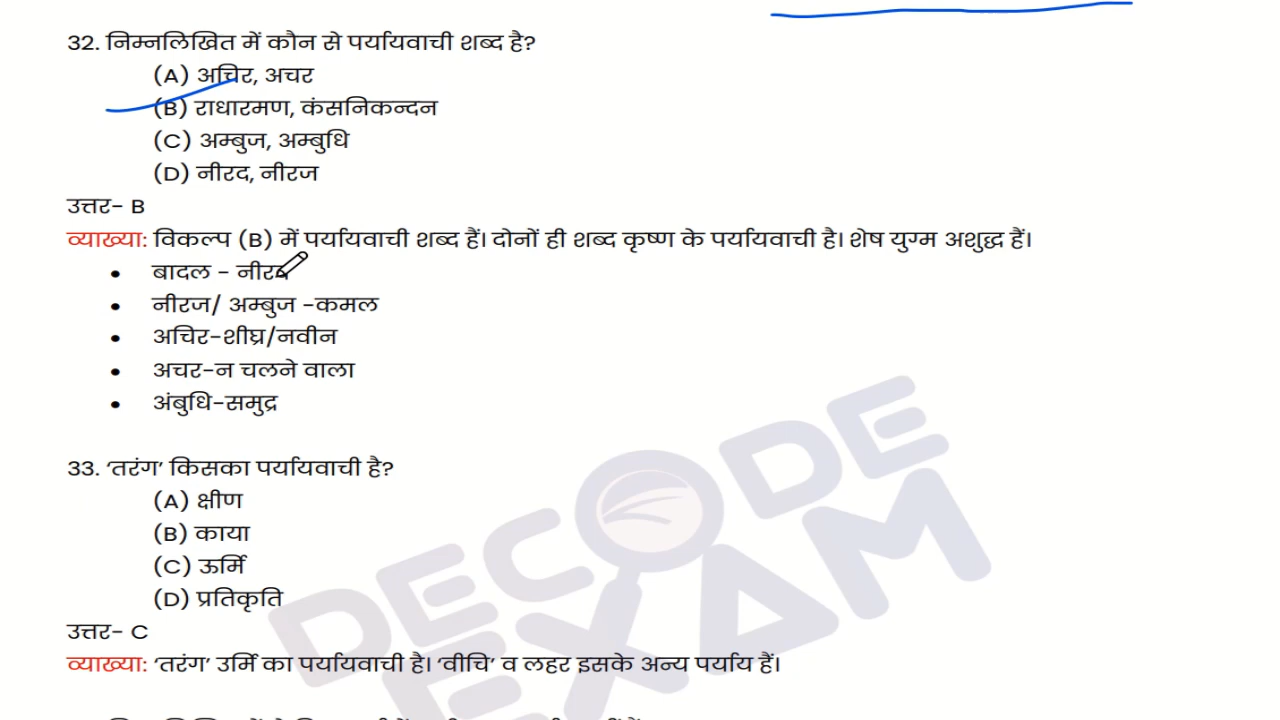 32. निम्नलिखित में कौन से पर्यायवाची शब्द है?
(A) अचिर, अचर
(B) राधारमण, कंसनिकन्दन
(C) अम्बुज, अम्बुधि
(D) नीरद, नीरज
उत्तर- B
व्याख्या: विकल्प (B) में पर्यायवाची शब्द हैं। दोनों ही शब्द कृष्ण के पर्यायवाची है। शेष युग्म अशुद्ध हैं।
• बादल - नीरद
• नीरज/ अम्बुज -कमल
• अचिर-शीघ्र/नवीन
• अचर-न चलने वाला
• अंबुधि-समुद्र
33. ‘तरंग’ किसका पर्यायवाची है?
(A) क्षीण
(B) काया
(C) ऊर्मि
(D) प्रतिकृति
उत्तर- C
व्याख्या: ‘तरंग’ उर्मि का पर्यायवाची है। ‘वीचि’ व लहर इसके अन्य पर्याय हैं।
DECODE
EXAM